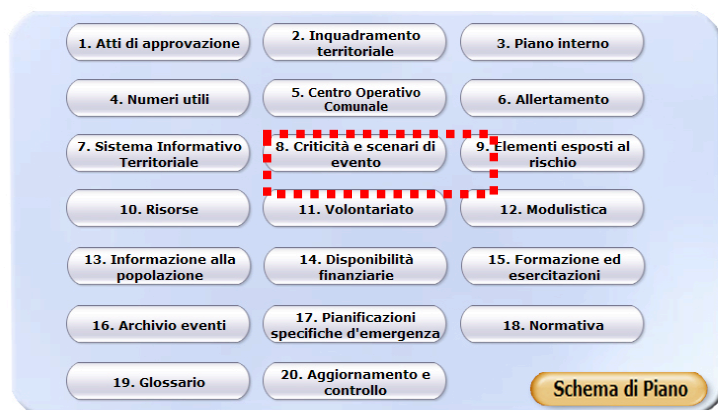 1. Atti di approvazione
2. Inquadramento
territoriale
3. Piano interno
4. Numeri utili
5. Centro Operativo
Comunale
6. Allertamento
7. Sistema Informativo
Territoriale
8. Criticità e scenari di
evento
9. Elementi esposti al
rischio
10. Risorse
11. Volontariato
12. Modulistica
13. Informazione alla
popolazione
14. Disponibilità
finanziarie
15. Formazione ed
esercitazioni
16. Archivio eventi
17. Pianificazioni
specifiche d'emergenza
18. Normativa
19. Glossario
20. Aggiornamento e
controllo
Schema di Piano